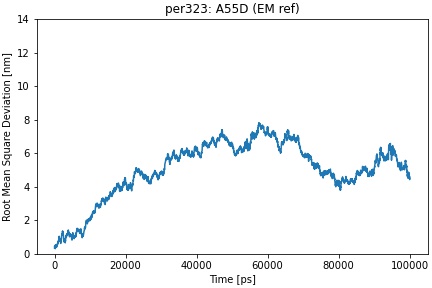 per323: A55D (EM ref)
Root Mean Square Deviation [nm]
14
12
10
8
6
4
2
0
0 20000 40000 60000 80000 100000
Time [ps]